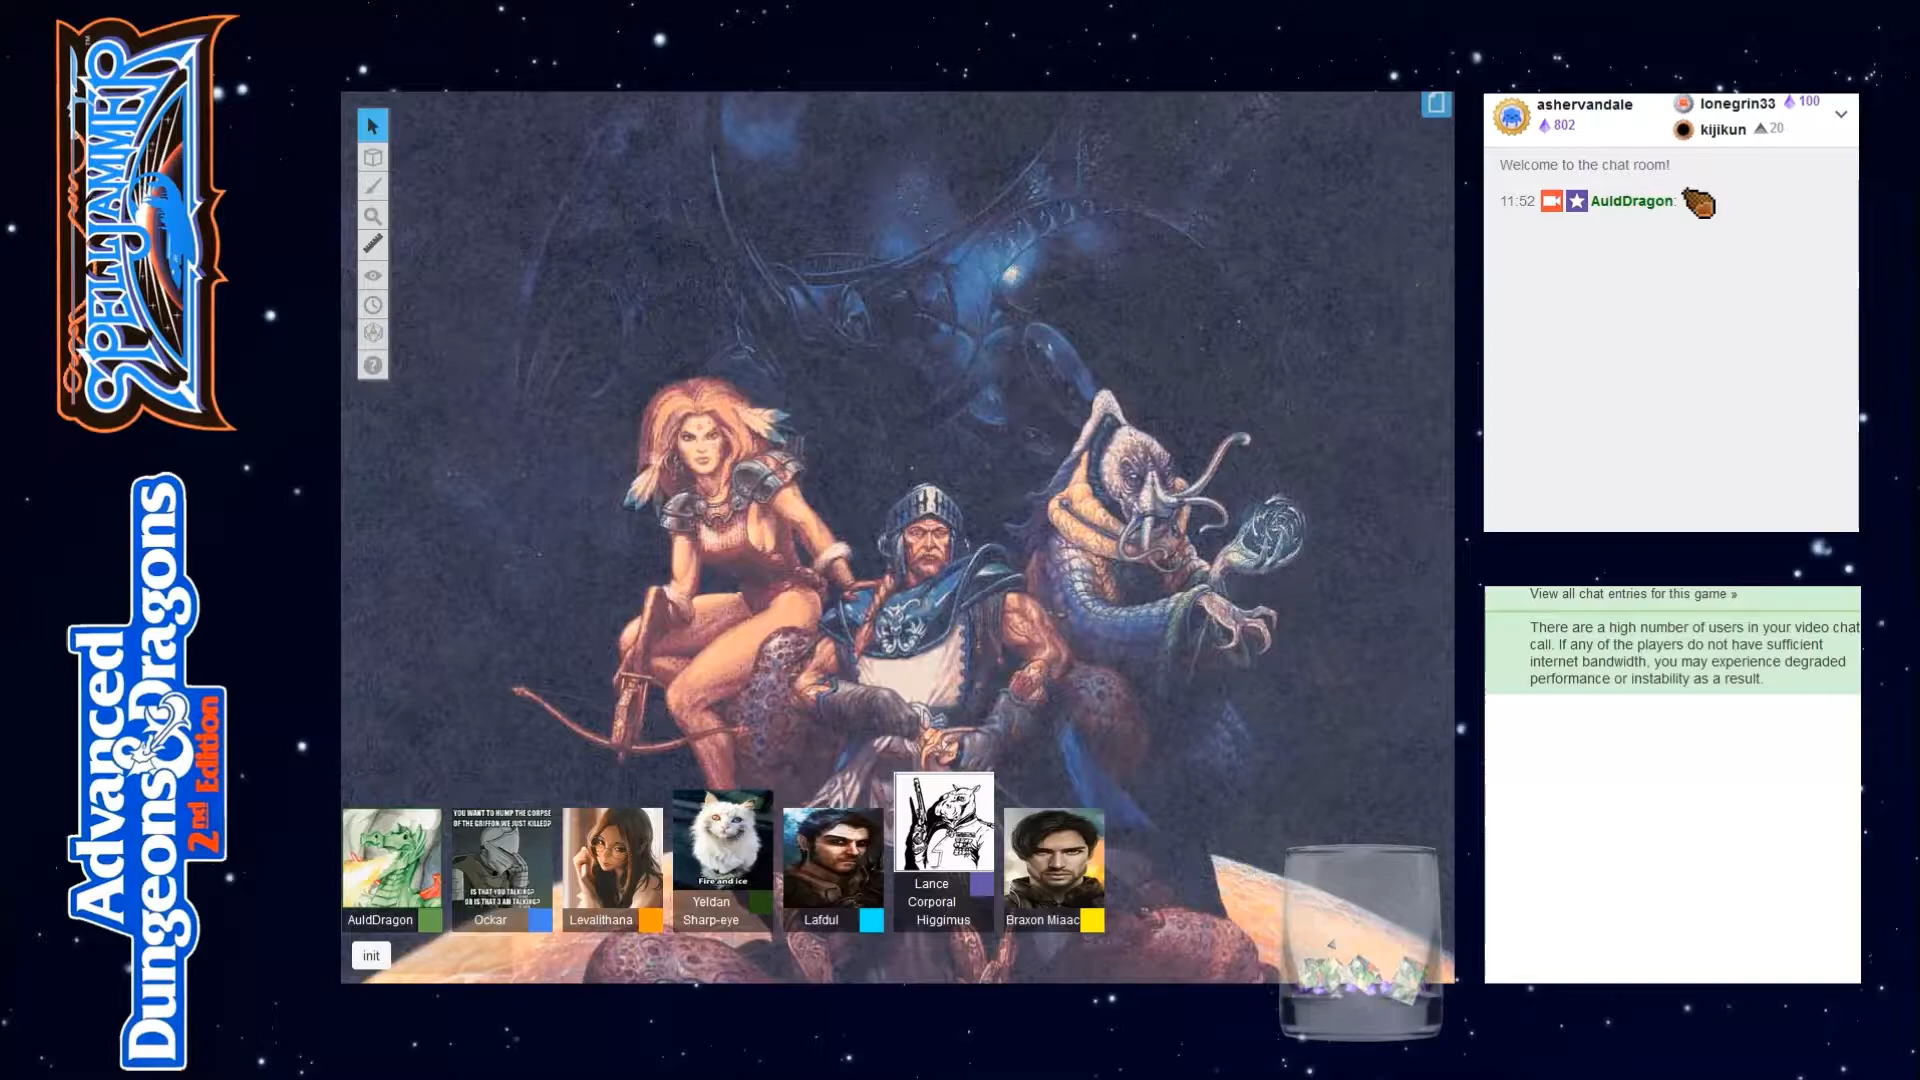 SPELLJAMMER
TM
Advanced
Dungeons & Dragons
2nd Edition
ashervandale
802
lonegrin33 100
kijikun 20
Welcome to the chat room!
11:52 AuldDragon:
View all chat entries for this game »
There are a high number of users in your video chat
call. If any of the players do not have sufficient
internet bandwidth, you may experience degraded
performance or instability as a result.
YOU WANT TO HUMP THE CORPSE
OF THE GRIFFON WE JUST KILLED?
IS THAT YOU TALKING?
OR IS THAT 3 AM TALKING?
Fire and ice
AuldDragon
Ockar
Levalithana
Yeldan
Sharp-eye
Lafdul
Lance
Corporal
Higgimus
Braxon Miaac
init